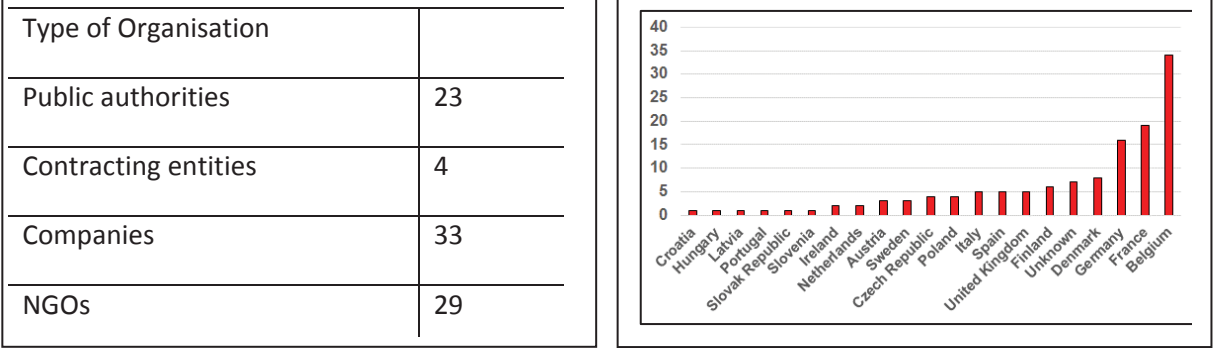 Type of Organisation
Public authorities 23
Contracting entities 4
Companies 33
NGOs 29
40
35
30
25
20
15
10
5
0
Croatia
Hungary
Latvia
Portugal
Slovak Republic
Slovenia
Ireland
Netherlands
Austria
Sweden
Czech Republic
Poland
Italy
Spain
United Kingdom
Finland
Unknown
Denmark
Germany
France
Belgium